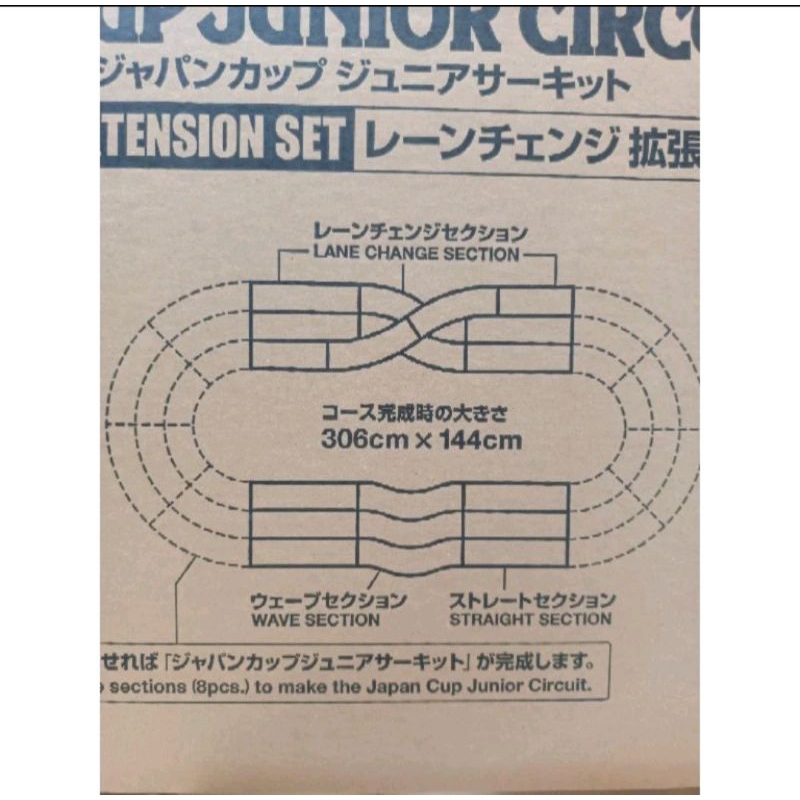 UP JUNIOR CIRC
ジャパンカップ ジュニアサーキット
TENSION SET レーンチェンジ 拡張
レーンチェンジセクション
LANE CHANGE SECTION
コース完成時の大きさ
306cm×144cm
ウェーブセクション ストレートセクション
WAVE SECTION STRAIGHT SECTION
せれば「ジャパンカップジュニアサーキット」が完成します。
sections (8pcs.) to make the Japan Cup Junior Circuit.